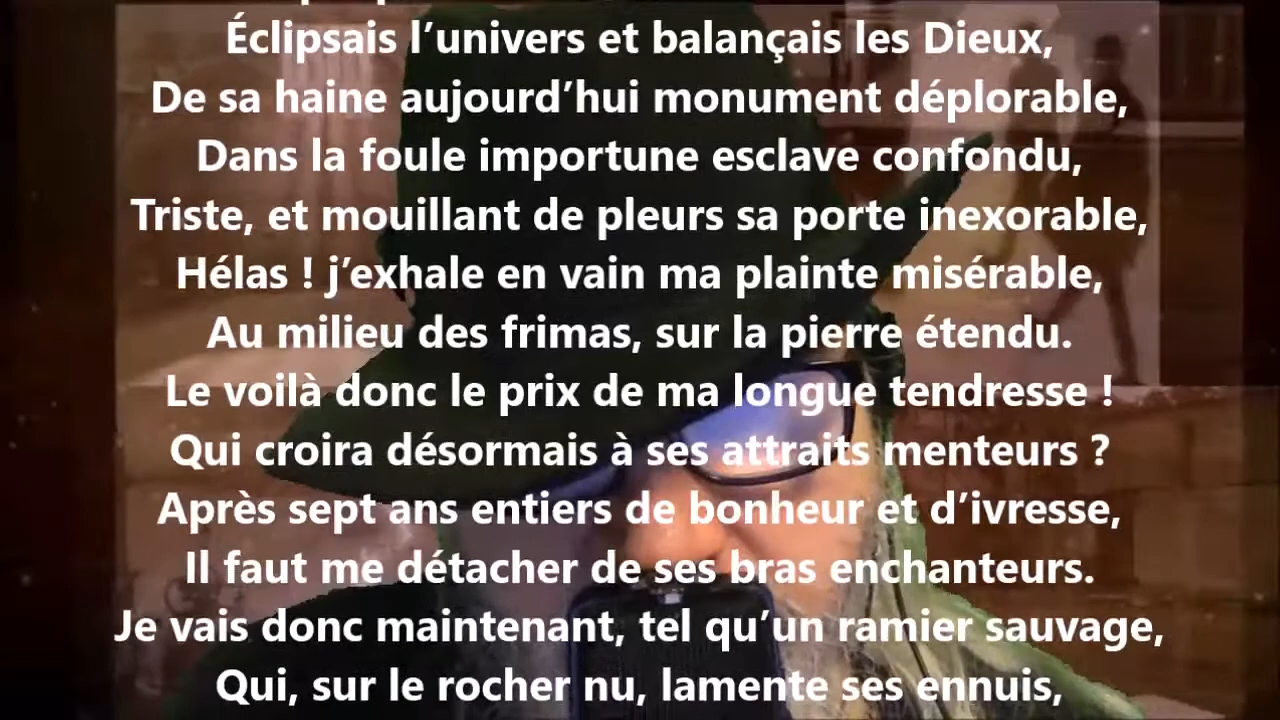 Éclipsais l’univers et balançais les Dieux,
De sa haine aujourd’hui monument déplorable,
Dans la foule importune esclave confondu,
Triste, et mouillant de pleurs sa porte inexorable,
Hélas ! j’exhale en vain ma plainte misérable,
Au milieu des frimas, sur la pierre étendu.
Le voilà donc le prix de ma longue tendresse !
Qui croira désormais à ses attraits menteurs ?
Après sept ans entiers de bonheur et d’ivresse,
Il faut me détacher de ses bras enchanteurs.
Je vais donc maintenant, tel qu’un ramier sauvage,
Qui, sur le rocher nu, lamente ses ennuis,